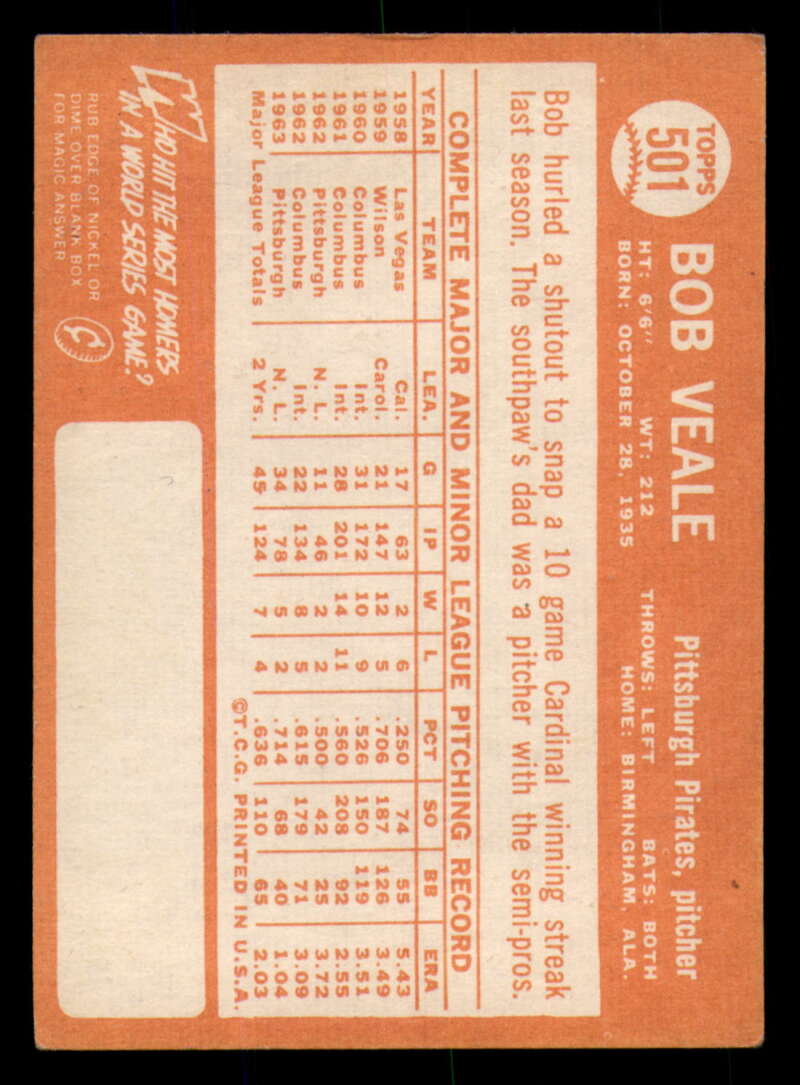 TOPPS
501
BOB VEALE
Pittsburgh Pirates, pitcher
HT: 6'6" WT: 212 THROWS: LEFT BATS: BOTH
BORN: OCTOBER 28, 1935 HOME: BIRMINGHAM, ALA.
Bob hurled a shutout to snap a 10 game Cardinal winning streak
last season. The southpaw's dad was a pitcher with the semi-pros.
COMPLETE MAJOR AND MINOR LEAGUE PITCHING RECORD
YEAR TEAM LEA. G IP W L PCT SO BB ERA
1958 Las Vegas Cal. 17 63 2 6 .250 74 55 5.43
1959 Wilson Carol. 21 147 12 5 .706 187 126 3.49
1960 Columbus Int. 31 172 10 9 .526 150 119 3.51
1961 Columbus Int. 28 201 14 11 .560 208 92 2.55
1962 Pittsburgh N. L. 11 46 2 2 .500 42 25 3.72
1962 Columbus Int. 22 134 8 5 .615 179 71 3.09
1963 Pittsburgh N. L. 34 78 5 2 .714 68 40 1.04
Major League Totals 2 Yrs. 45 124 7 4 .636 110 65 2.03
©T.C.G. PRINTED IN U.S.A.
WHO HIT THE MOST HOMERS
IN A WORLD SERIES GAME?
RUB EDGE OF NICKEL OR
DIME OVER BLANK BOX
FOR MAGIC ANSWER